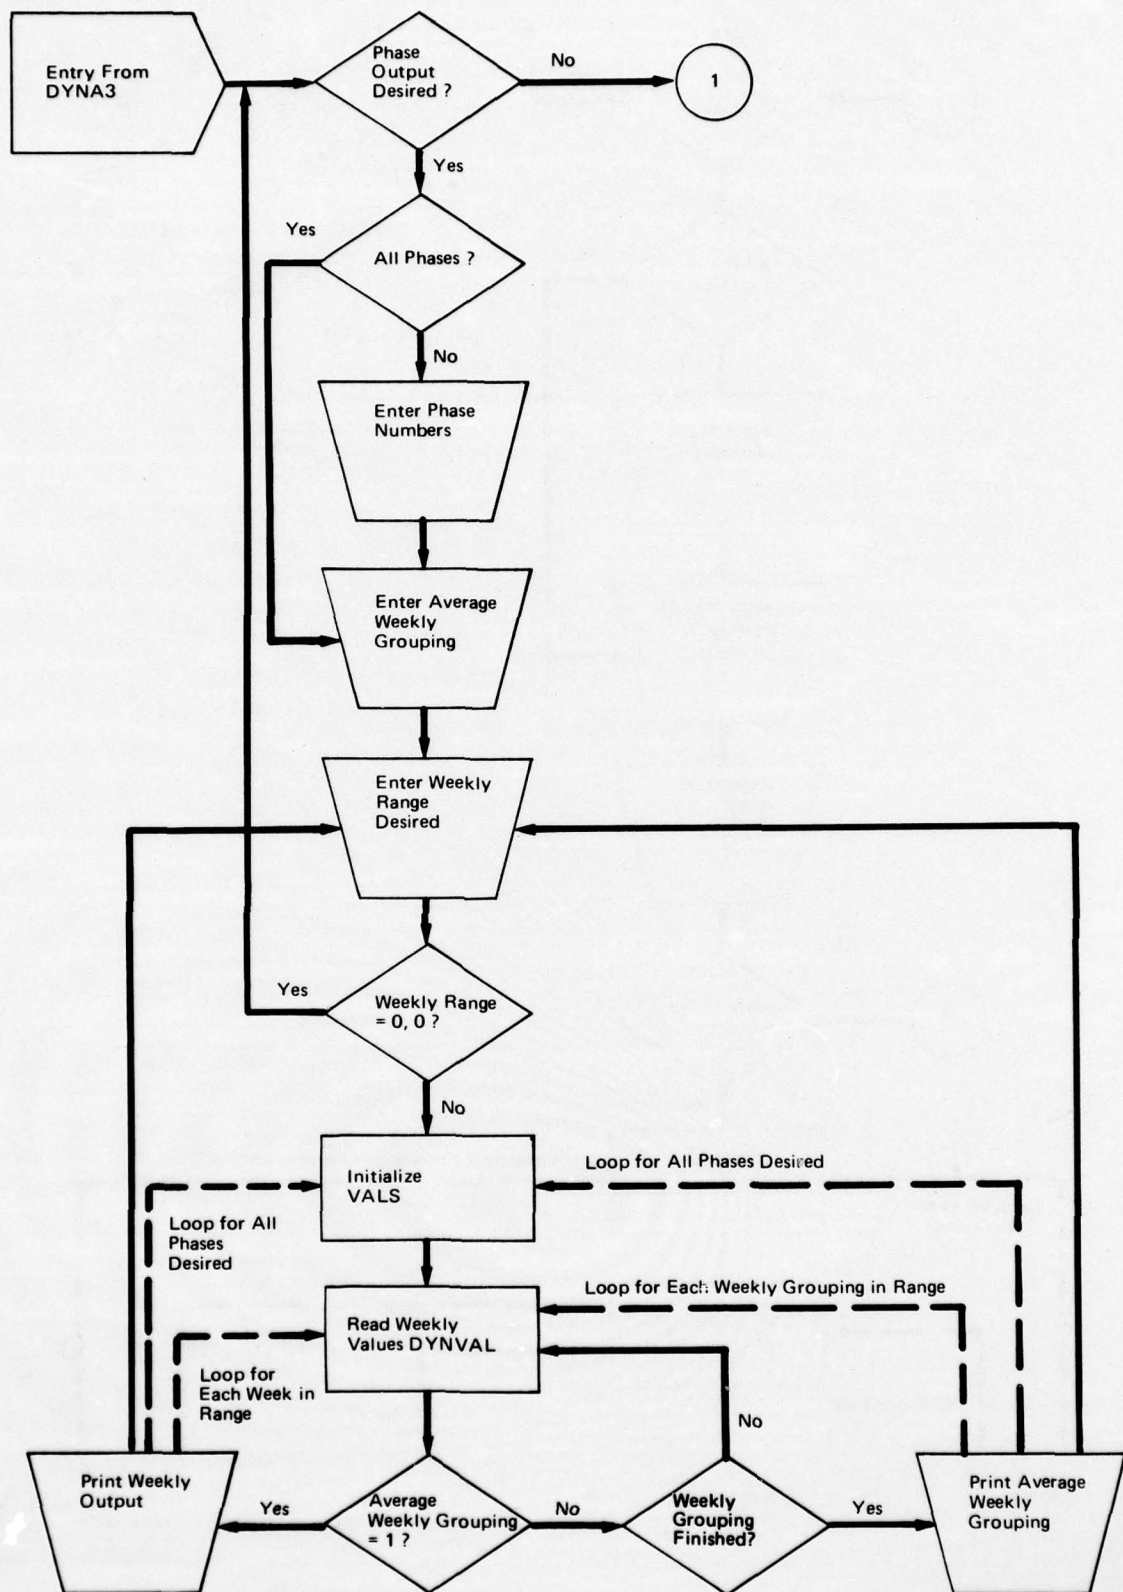 Entry From
DYNA3
Phase
Output
Desired ?
No
1
Yes
Yes
All Phases ?
No
Enter Phase
Numbers
Enter Average
Weekly
Grouping
Enter Weekly
Range
Desired
Yes
Weekly Range
= 0, 0 ?
No
Initialize
VALS
Loop for All Phases Desired
Loop for All
Phases
Desired
Loop for Each Weekly Grouping in Range
Read Weekly
Values DYNVAL
Loop for
Each Week in
Range
No
Print Weekly
Output
Yes
Average
Weekly Grouping
= 1 ?
No
Weekly
Grouping
Finished?
Yes
Print Average
Weekly
Grouping